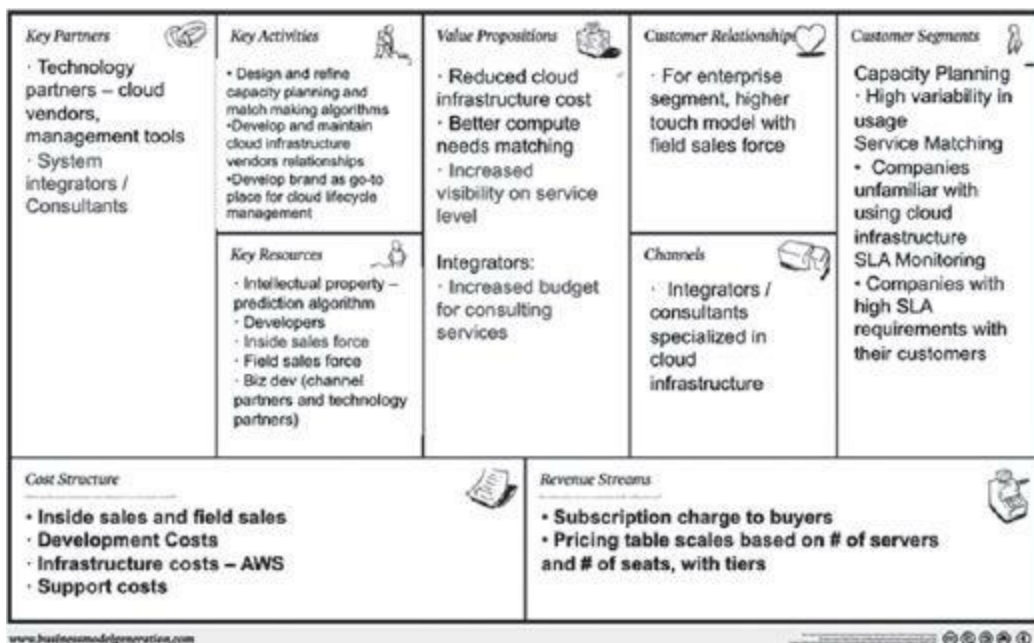 Key Partners
· Technology
partners – cloud
vendors,
management tools
· System
integrators /
Consultants
Key Activities
• Design and refine
capacity planning and
match making algorithms
•Develop and maintain
cloud infrastructure
vendors relationships
•Develop brand as go-to
place for cloud lifecycle
management
Key Resources
· Intellectual property –
prediction algorithm
· Developers
· Inside sales force
· Field sales force
· Biz dev (channel
partners and technology
partners)
Value Propositions
· Reduced cloud
infrastructure cost
· Better compute
needs matching
· Increased
visibility on service
level
Integrators:
· Increased budget
for consulting
services
Customer Relationships
· For enterprise
segment, higher
touch model with
field sales force
Channels
· Integrators /
consultants
specialized in
cloud
infrastructure
Customer Segments
Capacity Planning
· High variability in
usage
Service Matching
• Companies
unfamiliar with
using cloud
infrastructure
SLA Monitoring
• Companies with
high SLA
requirements with
their customers
Cost Structure
• Inside sales and field sales
· Development Costs
· Infrastructure costs – AWS
· Support costs
Revenue Streams
• Subscription charge to buyers
• Pricing table scales based on # of servers
and # of seats, with tiers
www.businessmodelgeneration.com